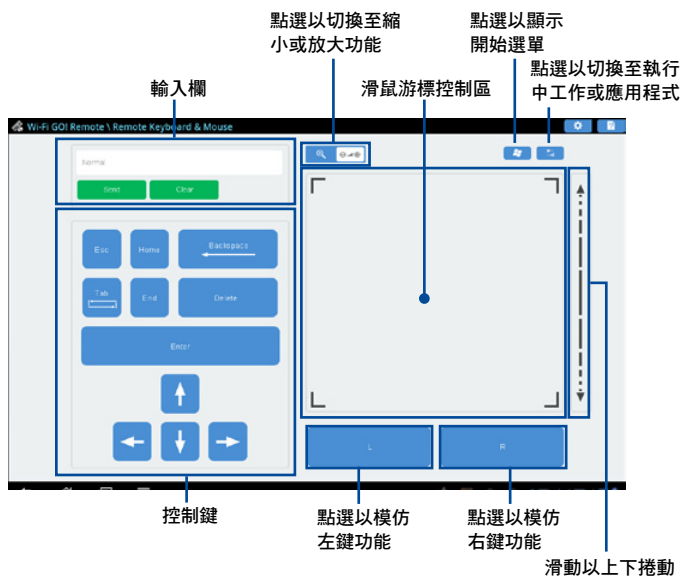 點選以切換至縮
小或放大功能
點選以顯示
開始選單
點選以切換至執行
中工作或應用程式
輸入欄
滑鼠游標控制區
Wi-Fi GO! Remote \ Remote Keyboard & Mouse
Normal
Send
Clear
Esc
Home
Backspace
Tab
End
Delete
Enter
L
R
控制鍵
點選以模仿
左鍵功能
點選以模仿
右鍵功能
滑動以上下捲動